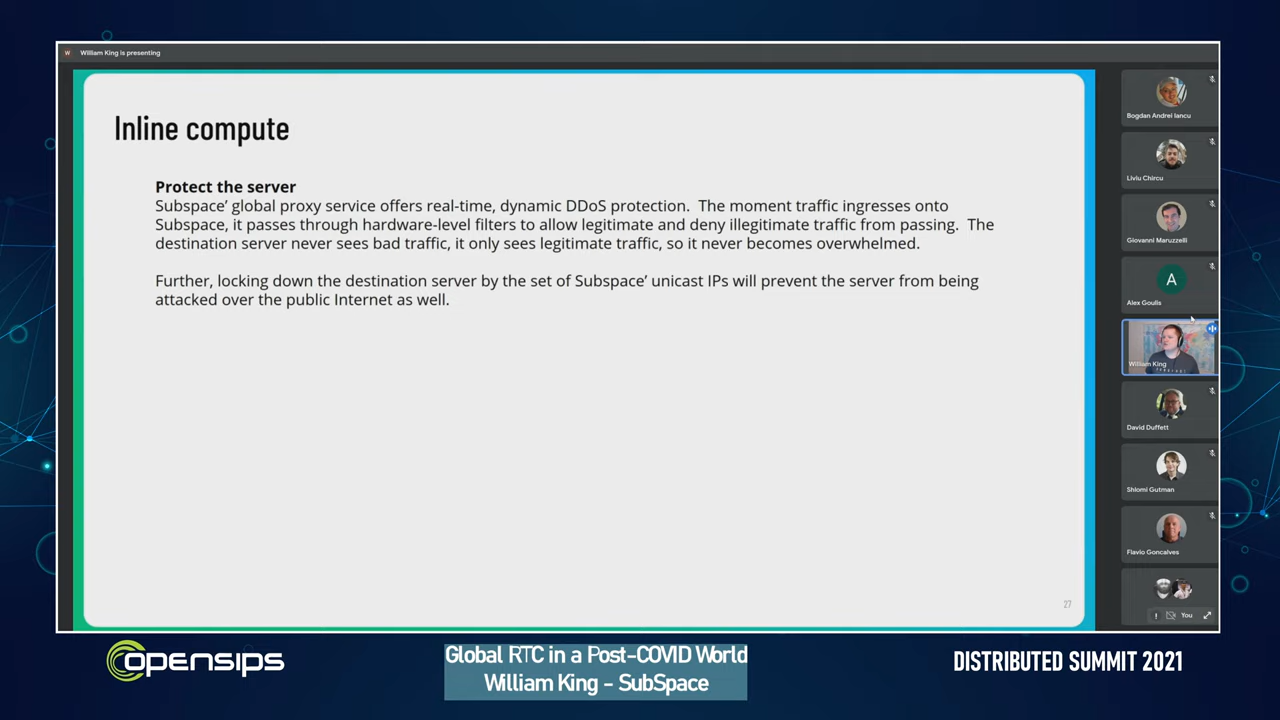 W
William King is presenting
Inline compute
Protect the server
Subspace’ global proxy service offers real-time, dynamic DDoS protection.  The moment traffic ingresses onto
Subspace, it passes through hardware-level filters to allow legitimate and deny illegitimate traffic from passing.  The
destination server never sees bad traffic, it only sees legitimate traffic, so it never becomes overwhelmed.
Further, locking down the destination server by the set of Subspace’ unicast IPs will prevent the server from being
attacked over the public Internet as well.
27
Bogdan Andrei Iancu
Liviu Chircu
Giovanni Maruzzelli
A
Alex Goulis
William King
David Duffett
Shlomi Gutman
Flavio Goncalves
You
OPENSIPS
Global RTC in a Post-COVID World
William King - SubSpace
DISTRIBUTED SUMMIT 2021